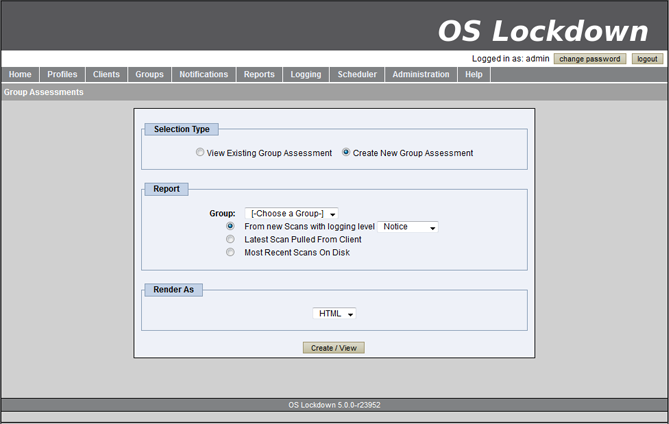 OS Lockdown
Logged in as: admin change password logout
Home Profiles Clients Groups Notifications Reports Logging Scheduler Administration Help
Group Assessments
Selection Type
View Existing Group Assessment Create New Group Assessment
Report
Group: [-Choose a Group-]
From new Scans with logging level Notice
Latest Scan Pulled From Client
Most Recent Scans On Disk
Render As
HTML
Create / View
OS Lockdown 5.0.0-r23952